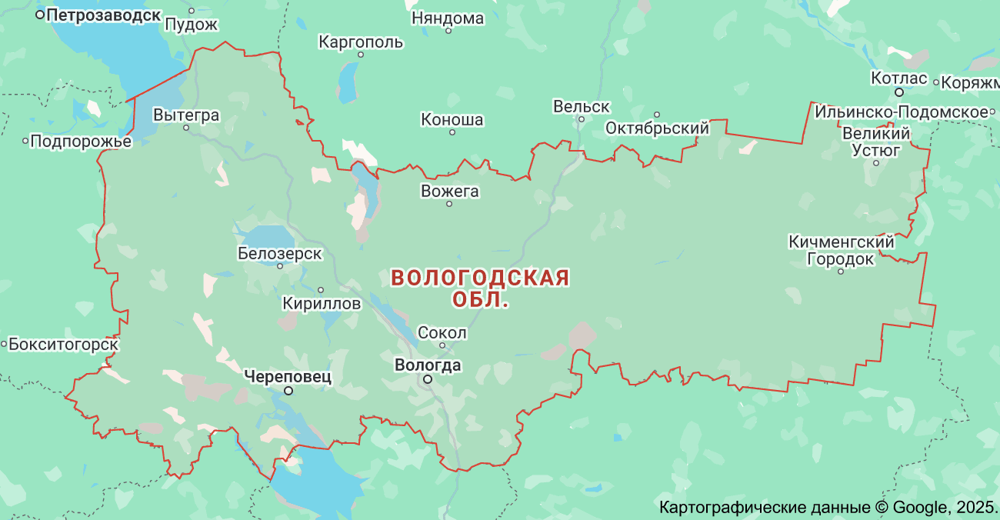 Петрозаводск
Пудож
Няндома
Каргополь
Котлас
Коряжм
Вельск
Ильинско-Подомское
Вытегра
Коноша
Октябрьский
Великий
Устюг
Подпорожье
Вожега
Кичменгский
Городок
Белозерск
ВОЛОГОДСКАЯ
ОБЛ.
Кириллов
Сокол
Бокситогорск
Вологда
Череповец
Картографические данные © Google, 2025.